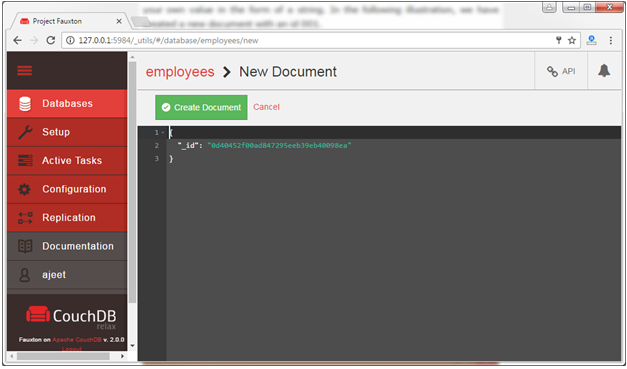 your own value in the form of a string. In the following illustration, we have
created a new document with an id 001.
Project Fauxton
127.0.0.1:5984/_utils/#/database/employees/new
employees > New Document
API
Databases
Create Document
Cancel
Setup
1 {
2 "_id": "0d40452f00ad847295eeb39eb40098ea"
3 }
Active Tasks
Configuration
Replication
Documentation
ajeet
CouchDB
relax
Fauxton on Apache CouchDB v. 2.0.0
Logout